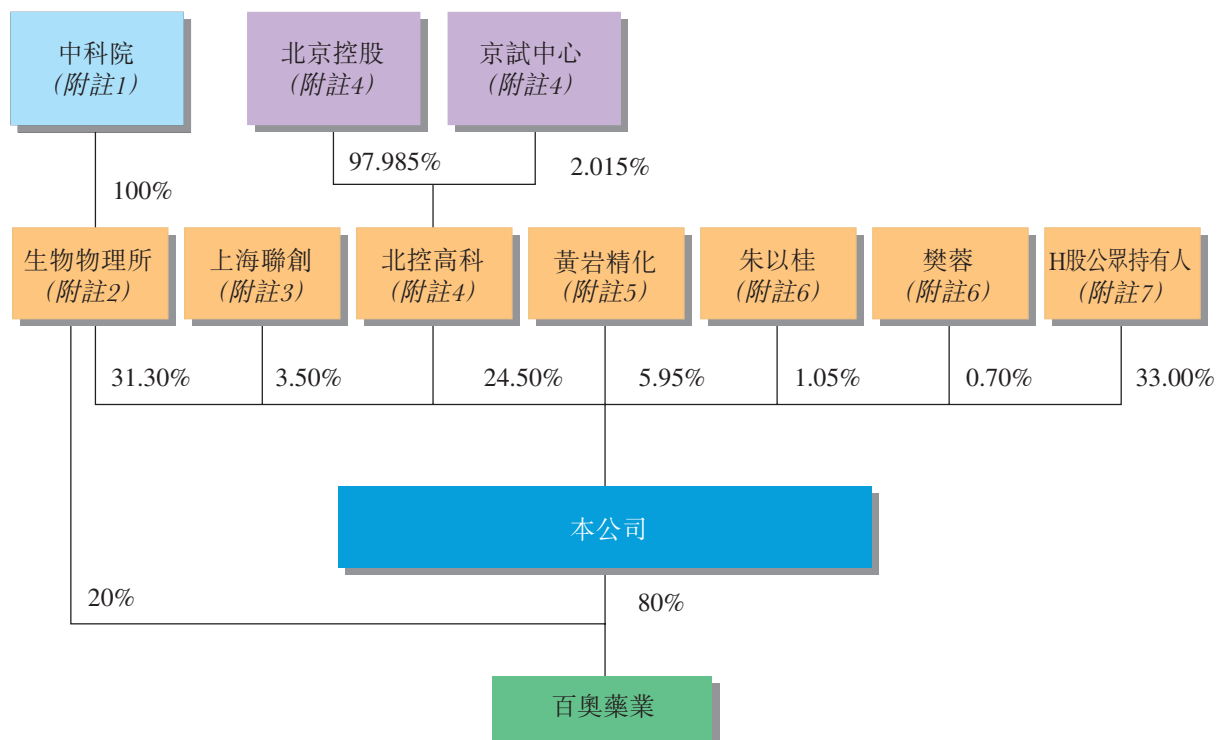 中科院
(附註1)
北京控股
(附註4)
京試中心
(附註4)
97.985%
2.015%
100%
生物物理所
(附註2)
上海聯創
(附註3)
北控高科
(附註4)
黃岩精化
(附註5)
朱以桂
(附註6)
樊蓉
(附註6)
H股公眾持有人
(附註7)
31.30%
3.50%
24.50%
5.95%
1.05%
0.70%
33.00%
本公司
20%
80%
百奧藥業